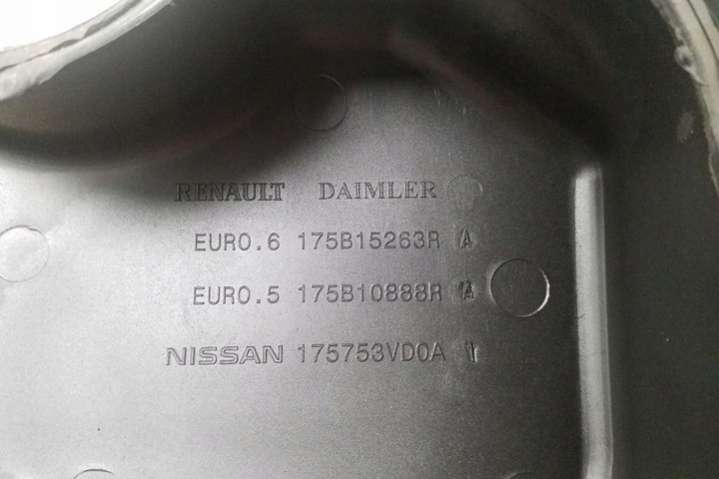 RENAULT DAIMLER
EURO.6 175B15263R A
EURO.5 175B10888R A
NISSAN 175753VD0A